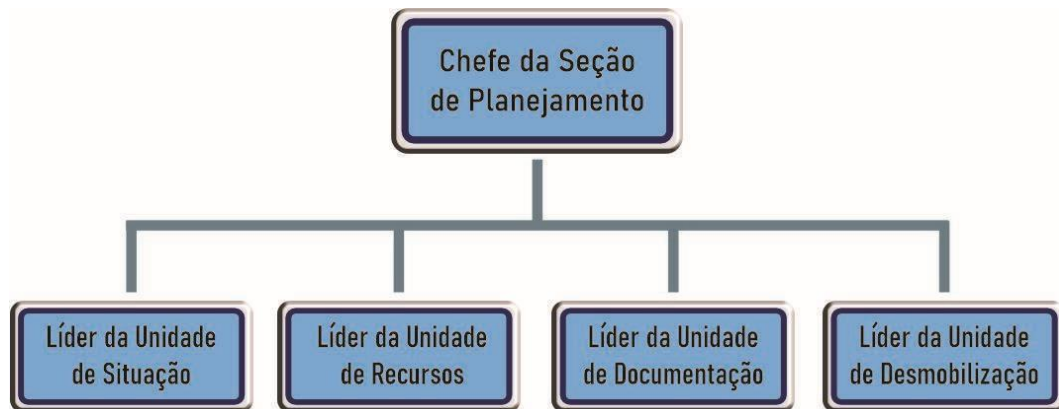 Chefe da Seção
de Planejamento
Líder da Unidade
de Situação
Líder da Unidade
de Recursos
Líder da Unidade
de Documentação
Líder da Unidade
de Desmobilização